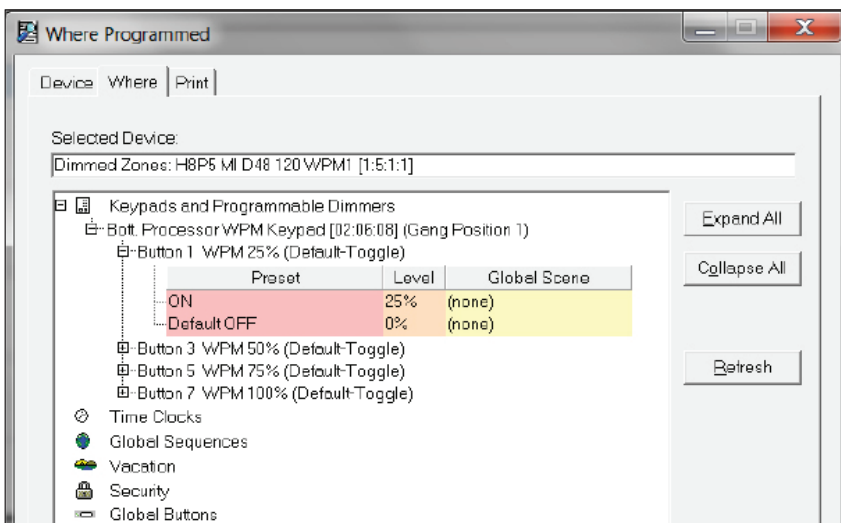 Where Programmed
Device Where Print
Selected Device:
Dimmed Zones: H8P5 MI D48 120 WPM1 [1:5:1:1]
Keypads and Programmable Dimmers
Bott. Processor WPM Keypad [02:06:08] (Gang Position 1)
Button 1 WPM 25% (Default-Toggle)
Preset Level Global Scene
ON 25% (none)
Default OFF 0% (none)
Button 3 WPM 50% (Default-Toggle)
Button 5 WPM 75% (Default-Toggle)
Button 7 WPM 100% (Default-Toggle)
Time Clocks
Global Sequences
Vacation
Security
Global Buttons
Expand All
Collapse All
Refresh